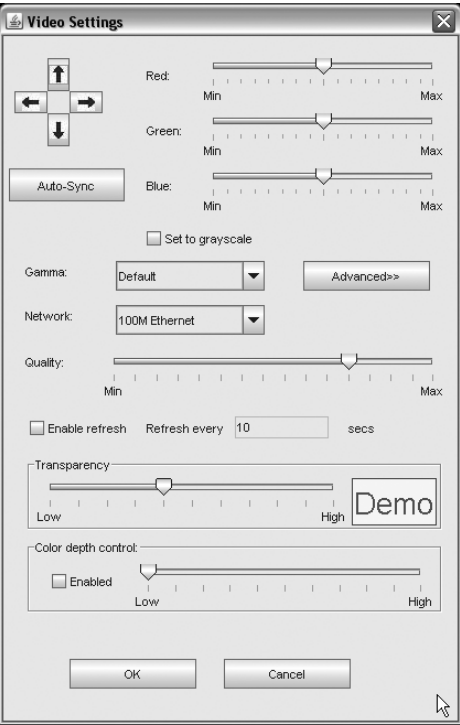 Video Settings
Red:
Min Max
Green:
Min Max
Auto-Sync
Blue:
Min Max
Set to grayscale
Gamma: Default Advanced>>
Network: 100M Ethernet
Quality:
Min Max
Enable refresh Refresh every 10 secs
Transparency
Low High
Demo
Color depth control:
Enabled
Low High
OK Cancel